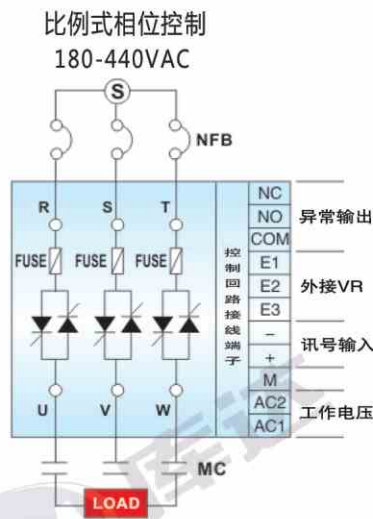 比例式相位控制
180-440VAC
S
NFB
R S T
FUSE FUSE FUSE
U V W
控制回路接线端子
NC
NO
COM
E1
E2
E3
-
+
M
AC2
AC1
异常输出
外接VR
讯号输入
工作电压
MC
LOAD